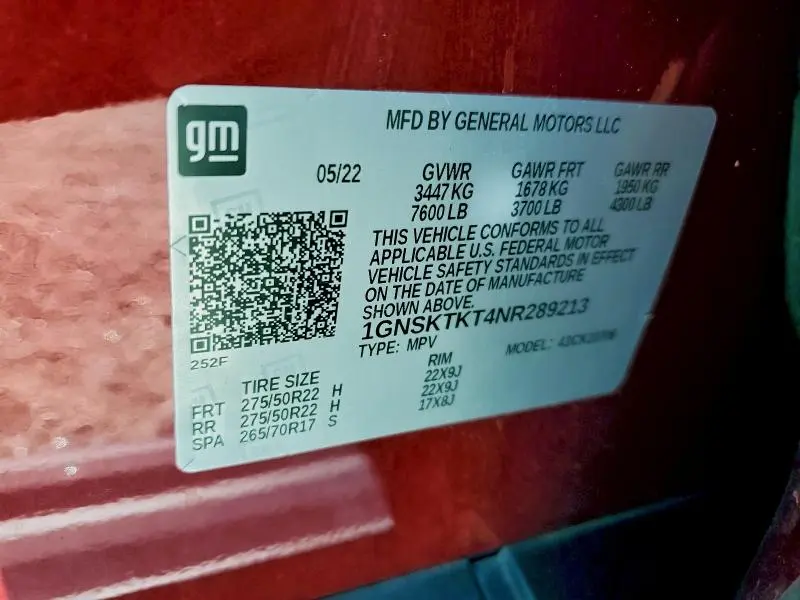 gm
MFD BY GENERAL MOTORS LLC
05/22 GVWR GAWR FRT GAWR RR
3447 KG 1678 KG 1950 KG
7600 LB 3700 LB 4300 LB
THIS VEHICLE CONFORMS TO ALL
APPLICABLE U.S. FEDERAL MOTOR
VEHICLE SAFETY STANDARDS IN EFFECT
ON THE DATE OF MANUFACTURE
SHOWN ABOVE.
1GNSKTKT4NR289213
252F
TYPE: MPV MODEL:
TIRE SIZE RIM
FRT 275/50R22 H 22X9J
RR 275/50R22 H 22X9J
SPA 265/70R17 S 17X8J